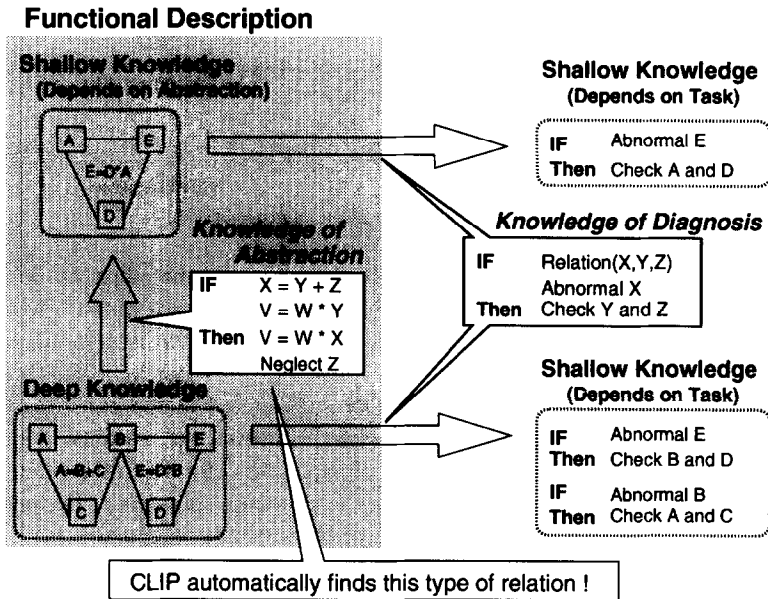 Functional Description
Shallow Knowledge
(Depends on Abstraction)
A E
E=D*A
D
Knowledge of
Abstraction
IF X = Y + Z
V = W * Y
Then V = W * X
Neglect Z
Deep Knowledge
A B E
A=B+C E=D*B
C D
Shallow Knowledge
(Depends on Task)
IF Abnormal E
Then Check A and D
Knowledge of Diagnosis
IF Relation(X,Y,Z)
Abnormal X
Then Check Y and Z
Shallow Knowledge
(Depends on Task)
IF Abnormal E
Then Check B and D
IF Abnormal B
Then Check A and C
CLIP automatically finds this type of relation !